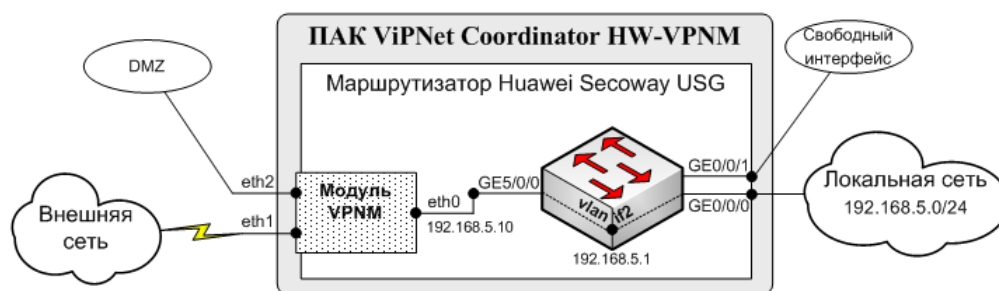 ПАК ViPNet Coordinator HW-VPNM
Свободный
интерфейс
DMZ
Маршрутизатор Huawei Secoway USG
eth2
Модуль
VPNM
eth0
GE5/0/0
GE0/0/1
GE0/0/0
Локальная сеть
192.168.5.0/24
Внешняя
сеть
eth1
192.168.5.10
vlan if2
192.168.5.1